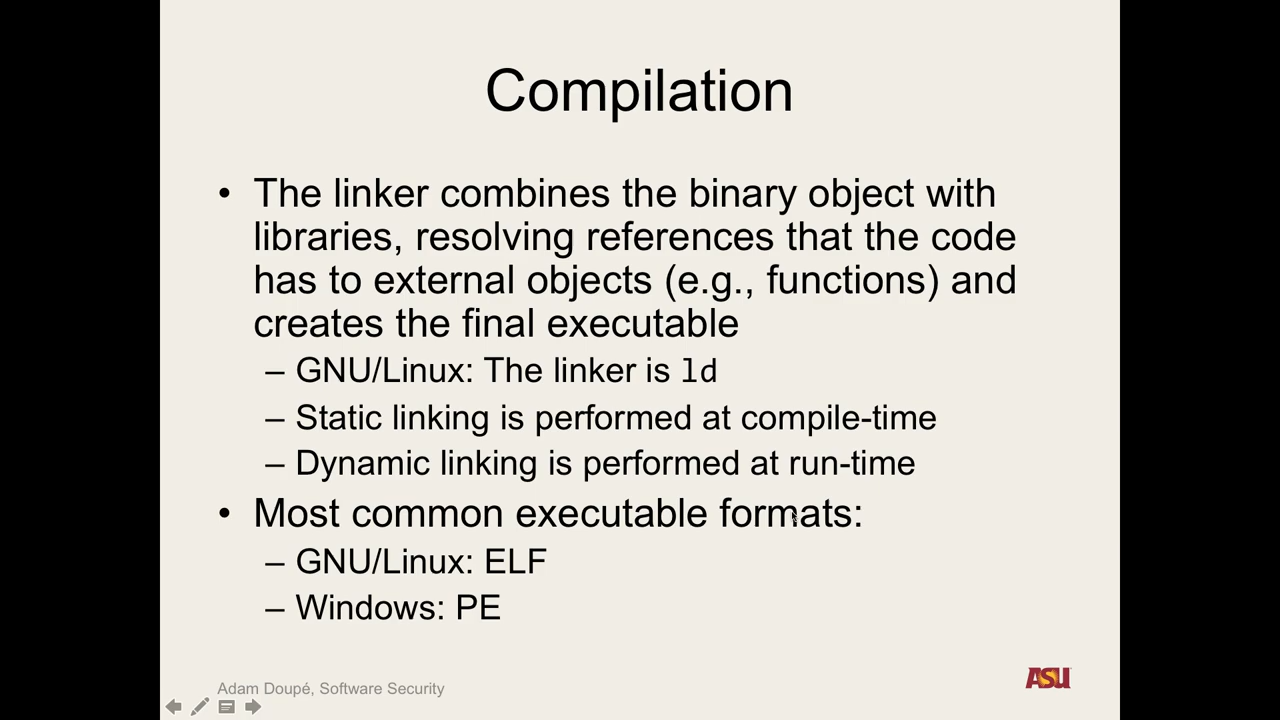 Compilation
• The linker combines the binary object with
libraries, resolving references that the code
has to external objects (e.g., functions) and
creates the final executable
– GNU/Linux: The linker is ld
– Static linking is performed at compile-time
– Dynamic linking is performed at run-time
• Most common executable formats:
– GNU/Linux: ELF
– Windows: PE
Adam Doupé, Software Security
ASU